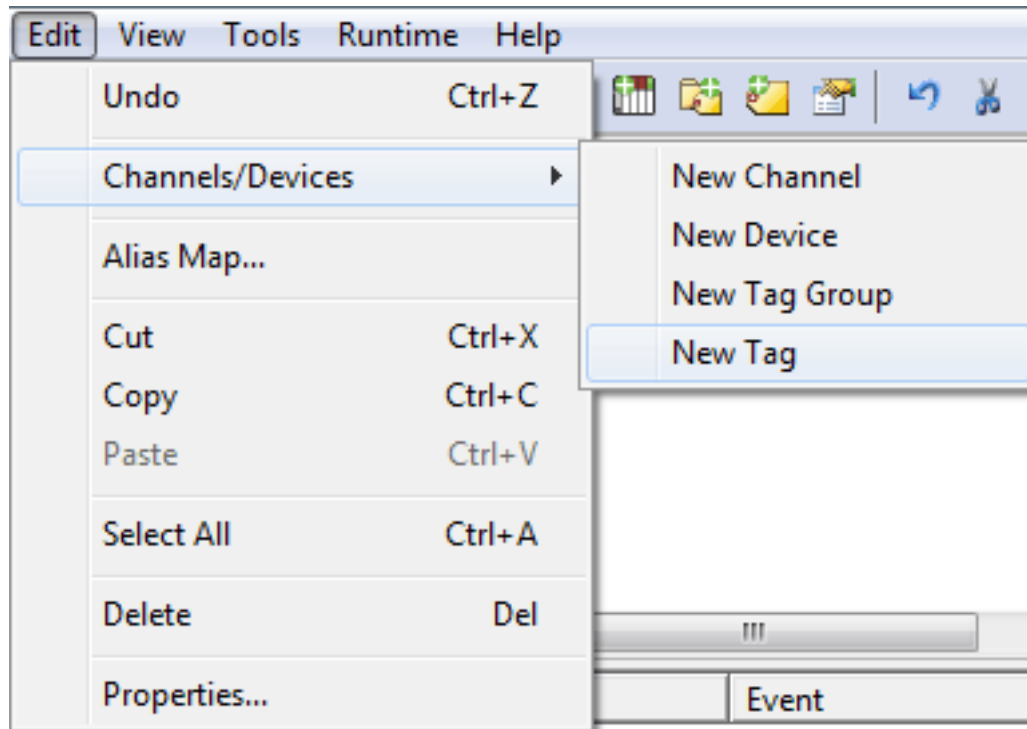 Edit View Tools Runtime Help
Undo Ctrl+Z
Channels/Devices
New Channel
New Device
New Tag Group
New Tag
Alias Map...
Cut Ctrl+X
Copy Ctrl+C
Paste Ctrl+V
Select All Ctrl+A
Delete Del
Properties...
Event